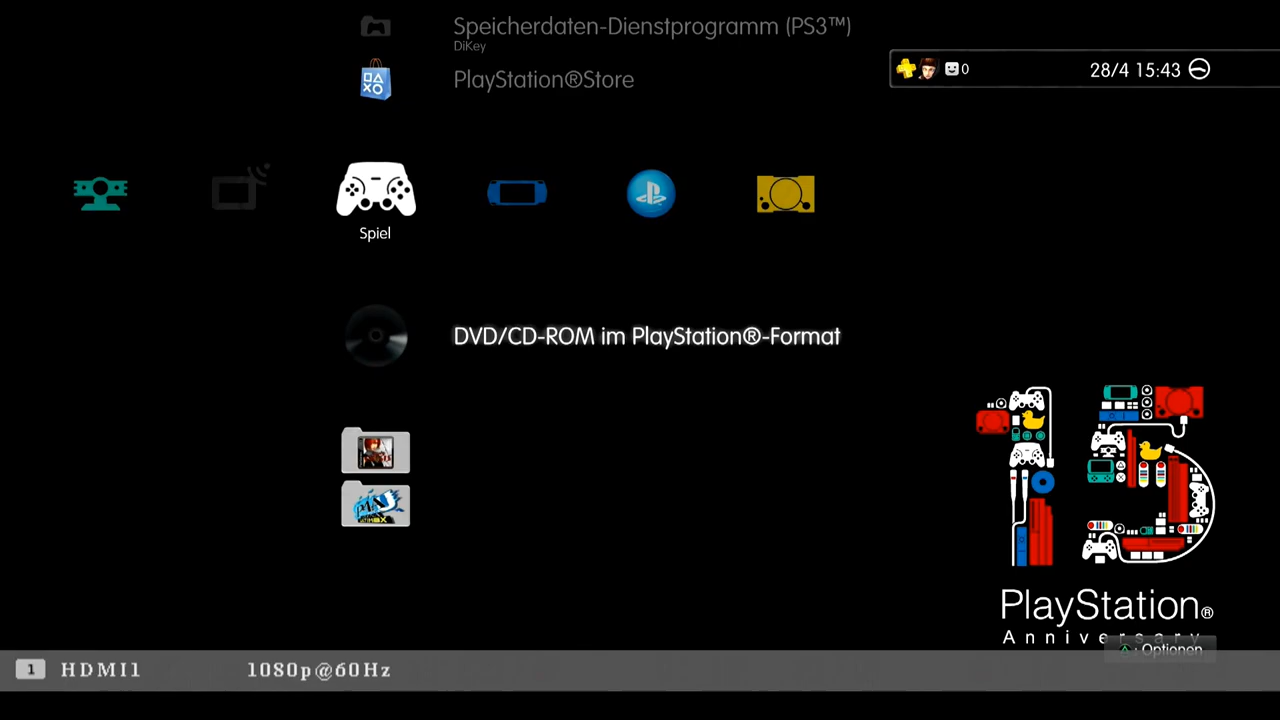 Speicherdaten-Dienstprogramm (PS3™)
DiKey
PlayStation®Store
0
28/4 15:43
Spiel
DVD/CD-ROM im PlayStation®-Format
15
PlayStation®
Anniversary
: Optionen
1 HDMI1 1080p@60Hz